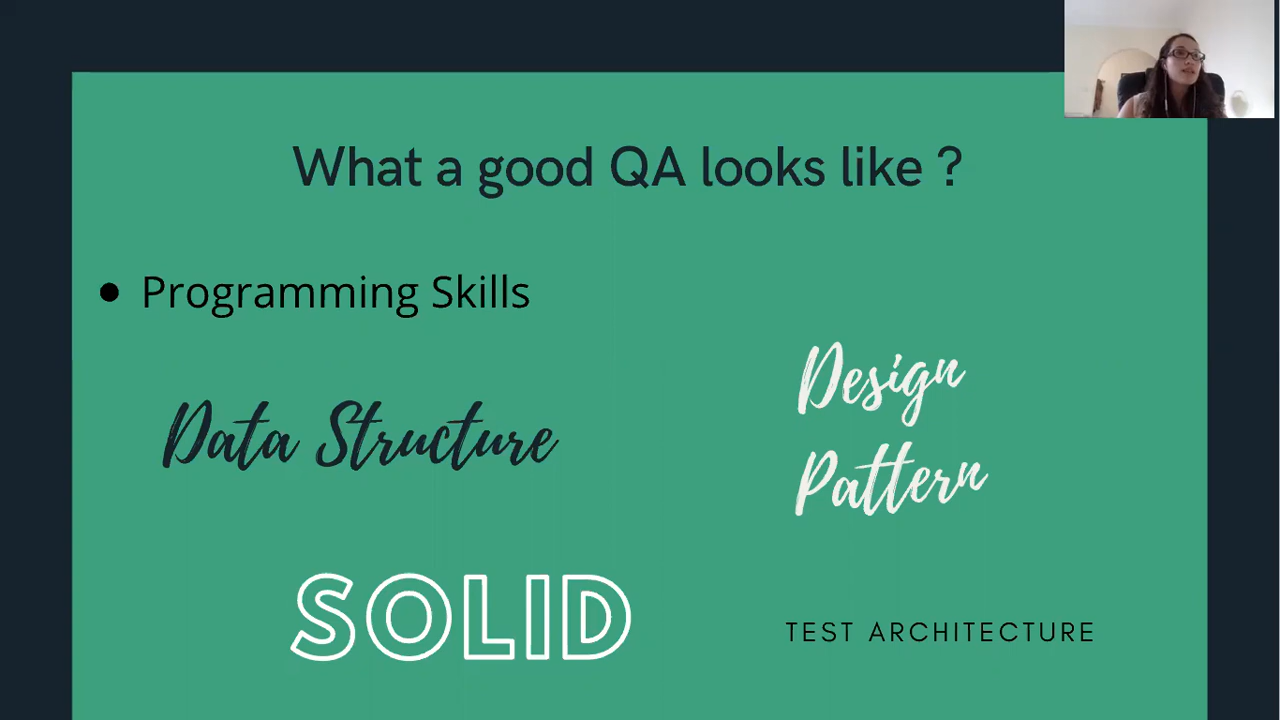 What a good QA looks like ?
• Programming Skills
Data Structure
Design
Pattern
SOLID
TEST ARCHITECTURE